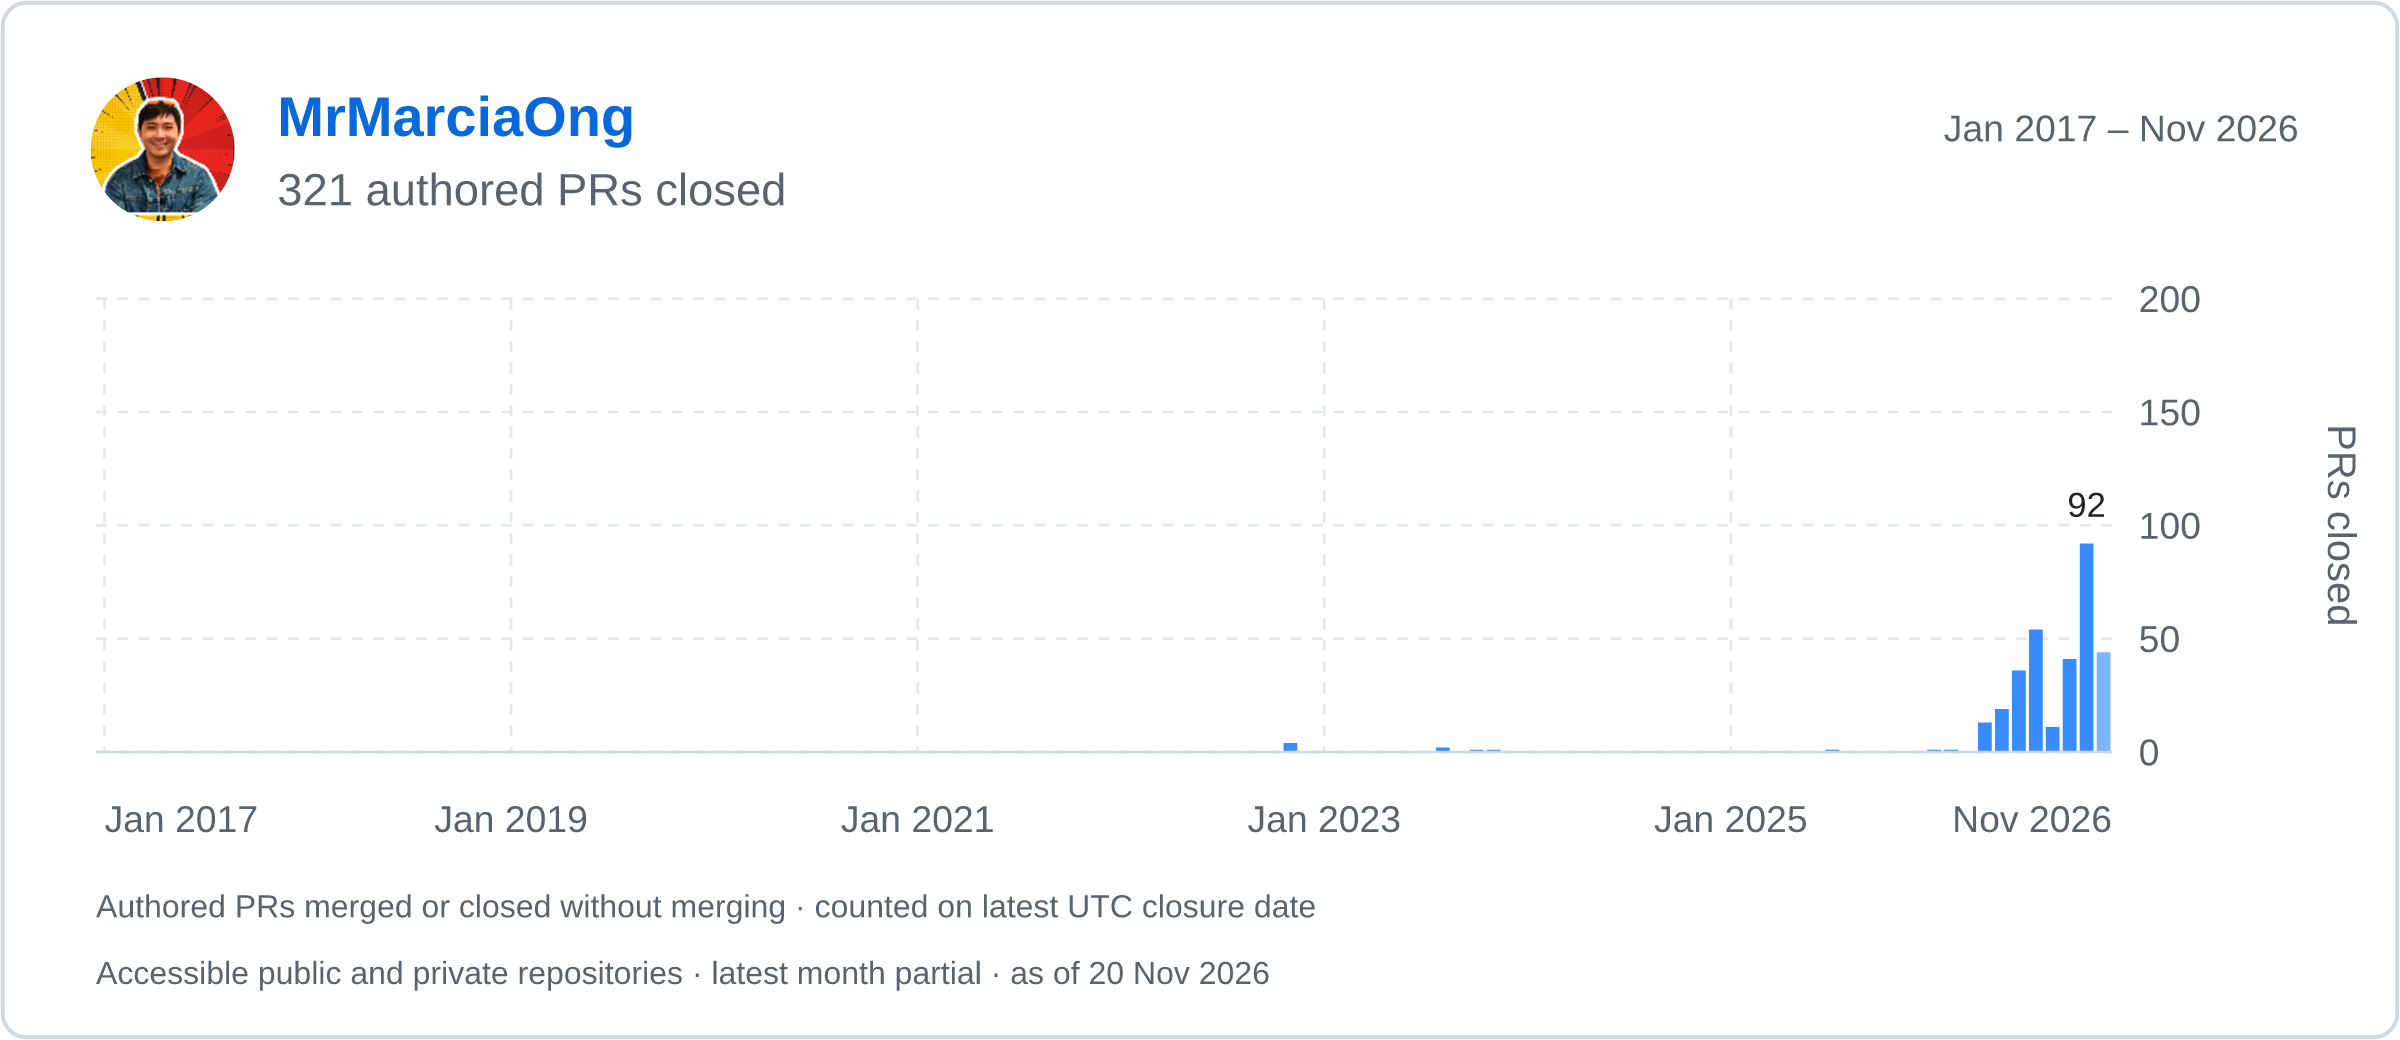 MrMarciaOng
321 authored PRs closed
Jan 2017 – Nov 2026
200
150
92
100
50
0
PRs closed
Jan 2017
Jan 2019
Jan 2021
Jan 2023
Jan 2025
Nov 2026
Authored PRs merged or closed without merging · counted on latest UTC closure date
Accessible public and private repositories · latest month partial · as of 20 Nov 2026